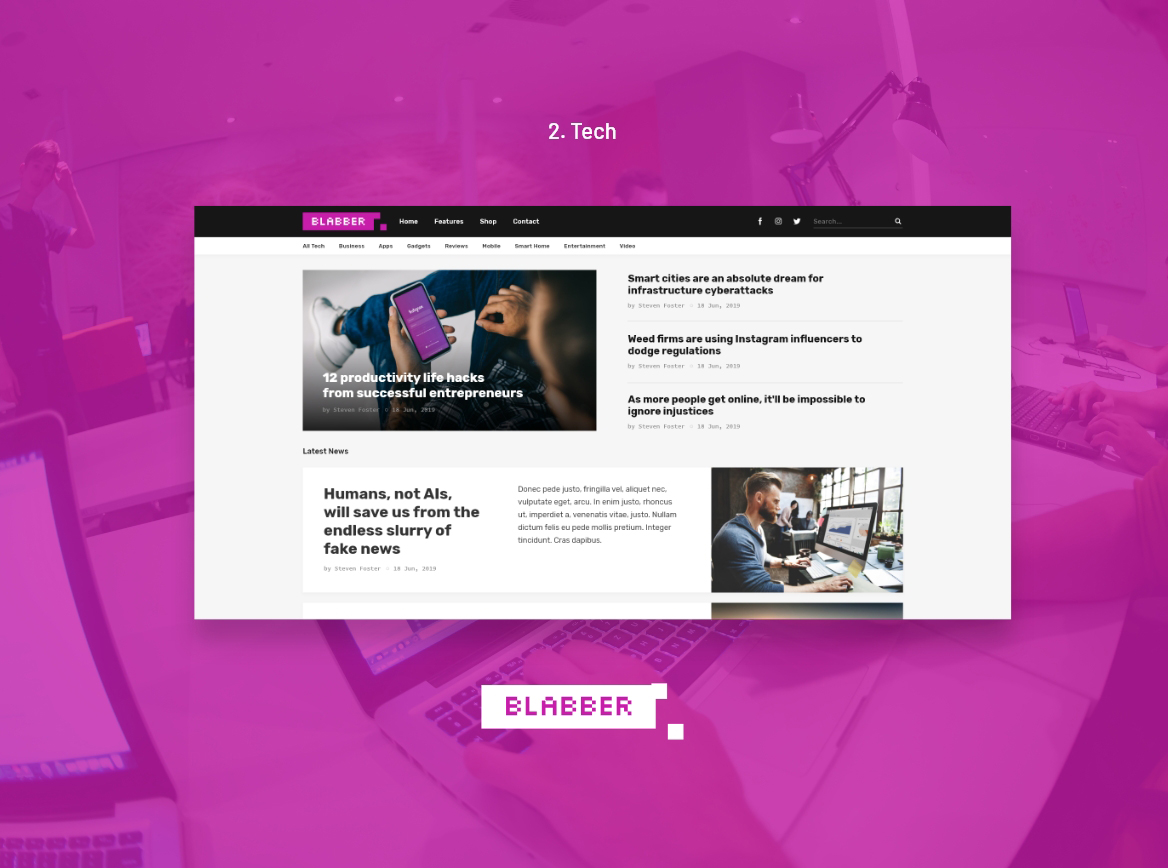 2. Tech
BLABBER
Home Features Shop Contact
Search...
All Tech Business Apps Gadgets Reviews Mobile Smart Home Entertainment Video
12 productivity life hacks
from successful entrepreneurs
by Steven Foster 18 Jun, 2019
Smart cities are an absolute dream for
infrastructure cyberattacks
by Steven Foster 18 Jun, 2019
Weed firms are using Instagram influencers to
dodge regulations
by Steven Foster 18 Jun, 2019
As more people get online, it'll be impossible to
ignore injustices
by Steven Foster 18 Jun, 2019
Latest News
Humans, not AIs,
will save us from the
endless slurry of
fake news
by Steven Foster 18 Jun, 2019
Donec pede justo, fringilla vel, aliquet nec,
vulputate eget, arcu. In enim justo, rhoncus
ut, imperdiet a, venenatis vitae, justo. Nullam
dictum felis eu pede mollis pretium. Integer
tincidunt. Cras dapibus.
BLABBER